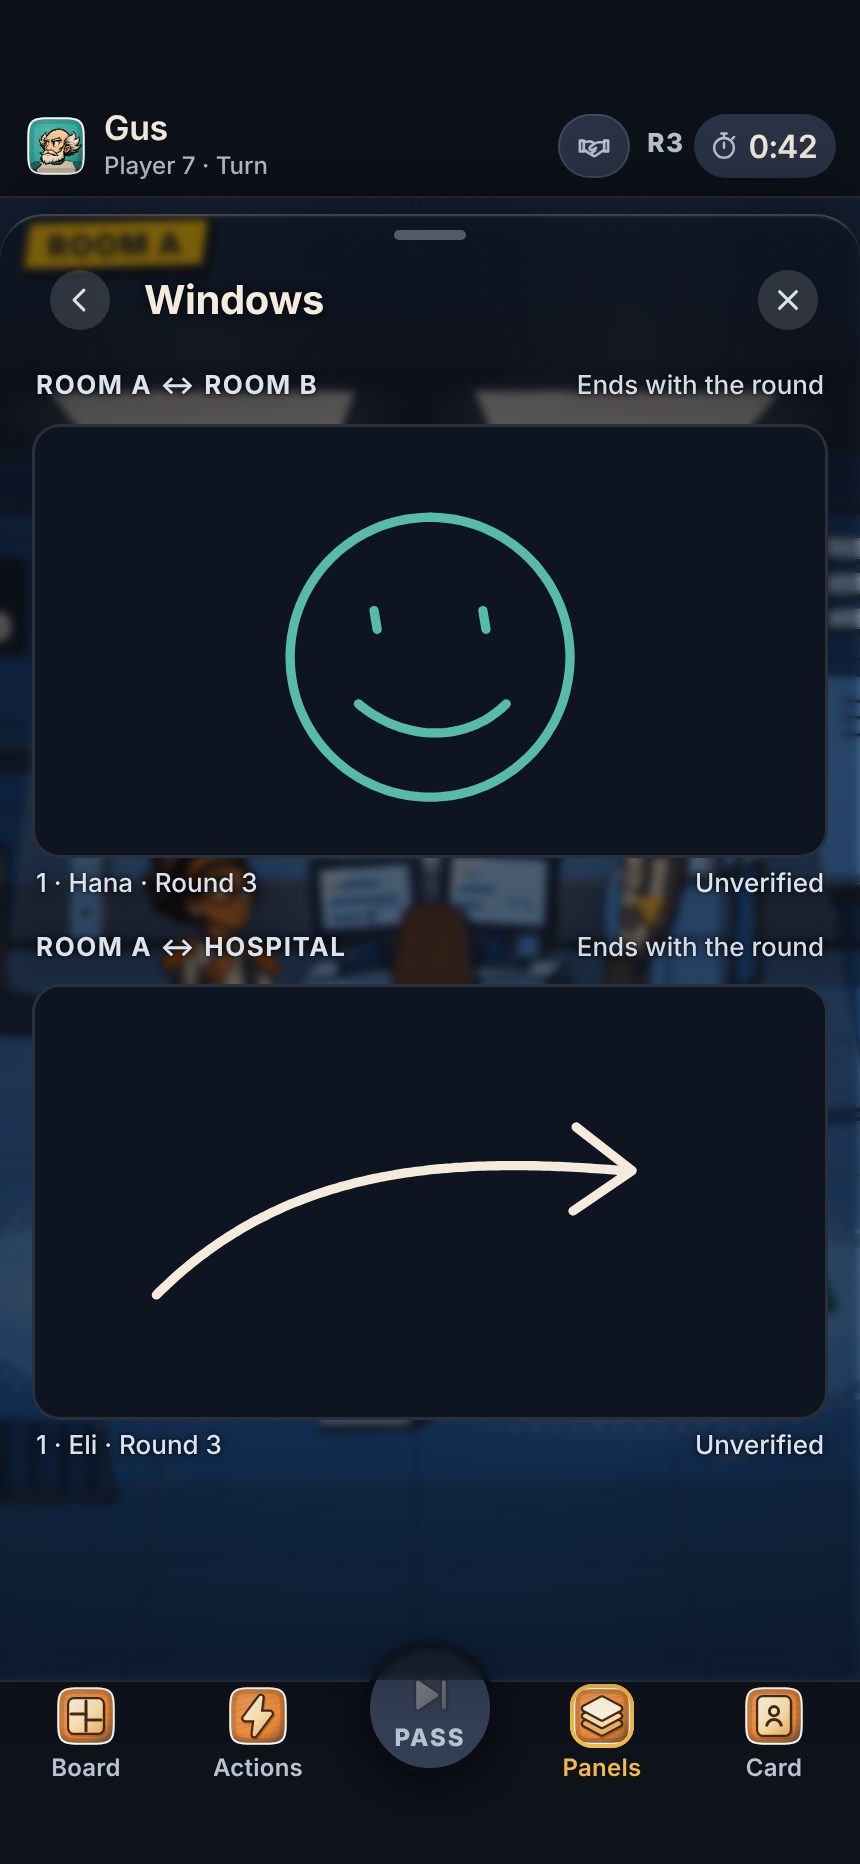 Gus
Player 7 · Turn
R3
0:42
ROOM A
Windows
ROOM A ↔ ROOM B
Ends with the round
1 · Hana · Round 3
Unverified
ROOM A ↔ HOSPITAL
Ends with the round
1 · Eli · Round 3
Unverified
Board
Actions
PASS
Panels
Card